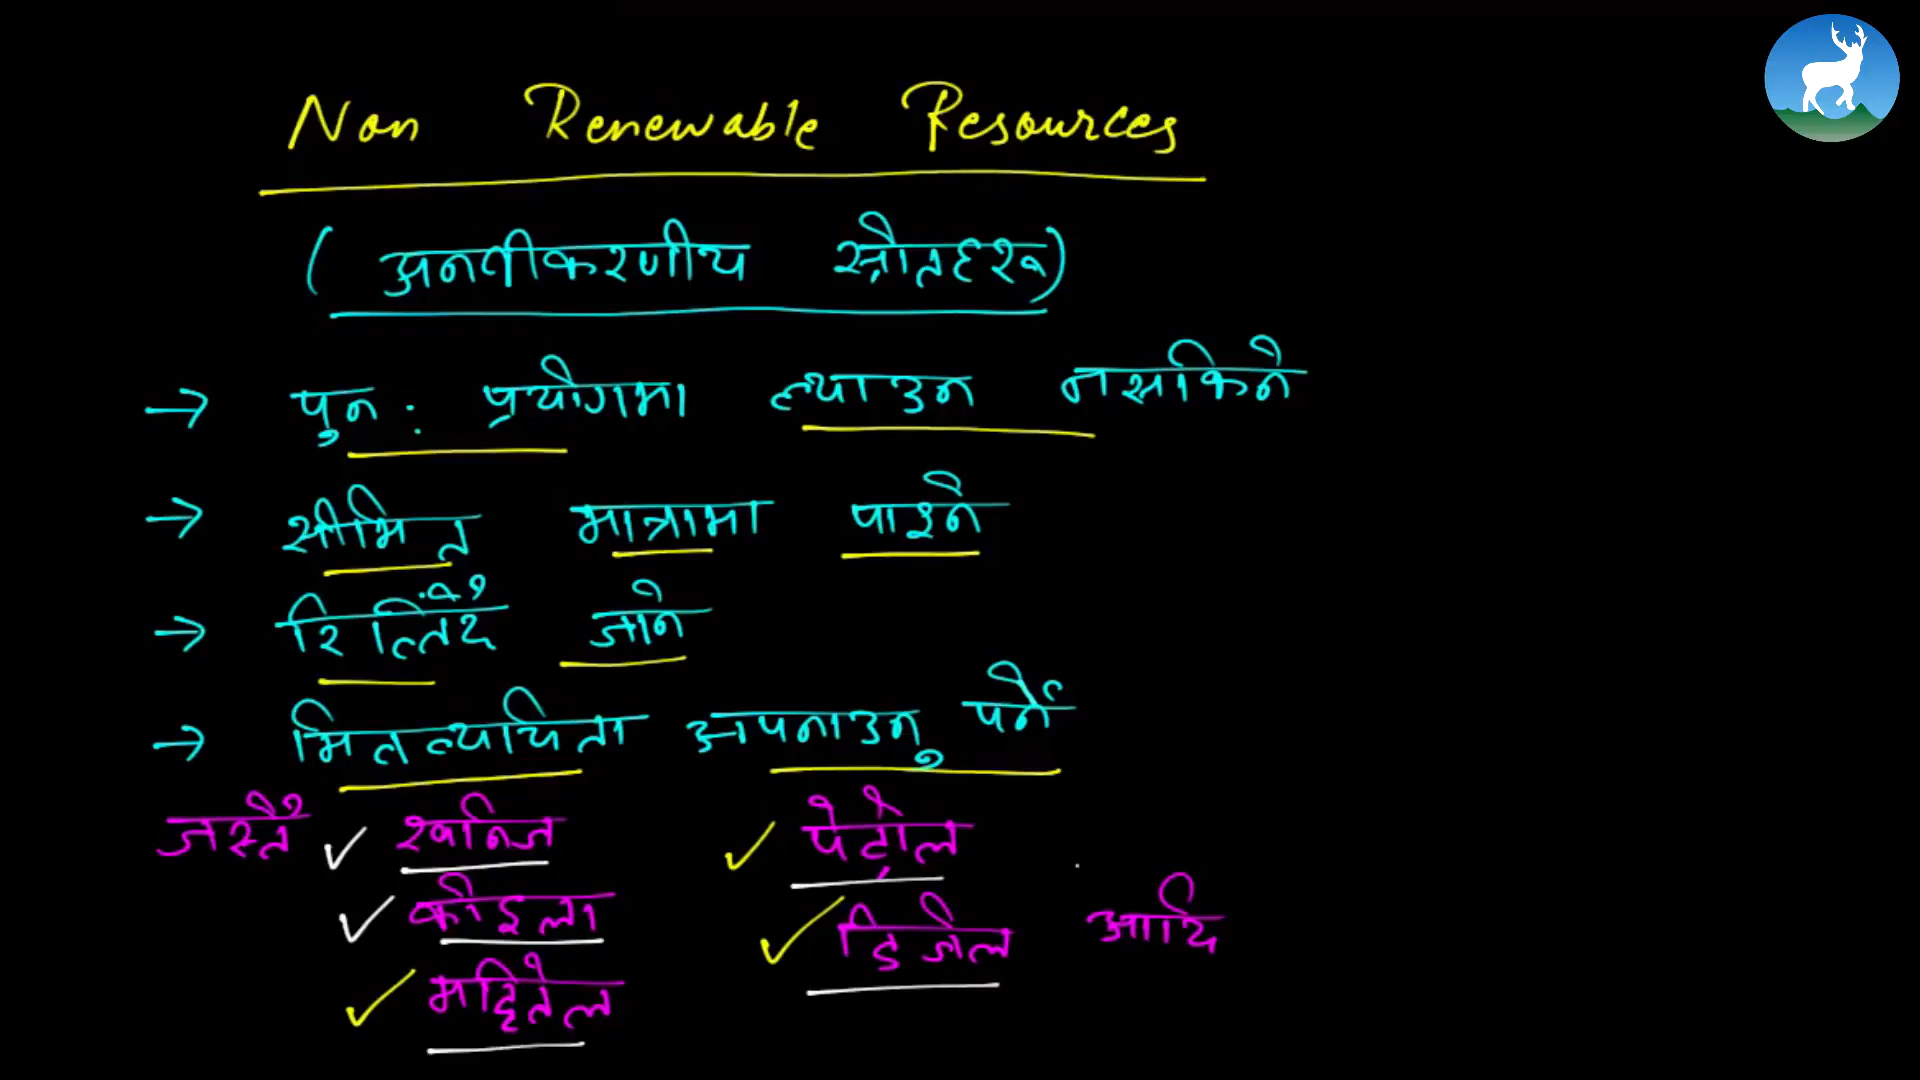 Non Renewable Resources
(अनतीकरणीय स्रोतहरु)
→ पुन: प्रयोगमा ल्याउन नसकिने
→ सीमित मात्रामा पाइने
→ रित्तिदै जाने
→ मितव्ययिता अपनाउनु पर्ने
जस्तै ✓ खनिज ✓ पेट्रोल
✓ कोइला ✓ डिजेल आदि
✓ मट्टितेल